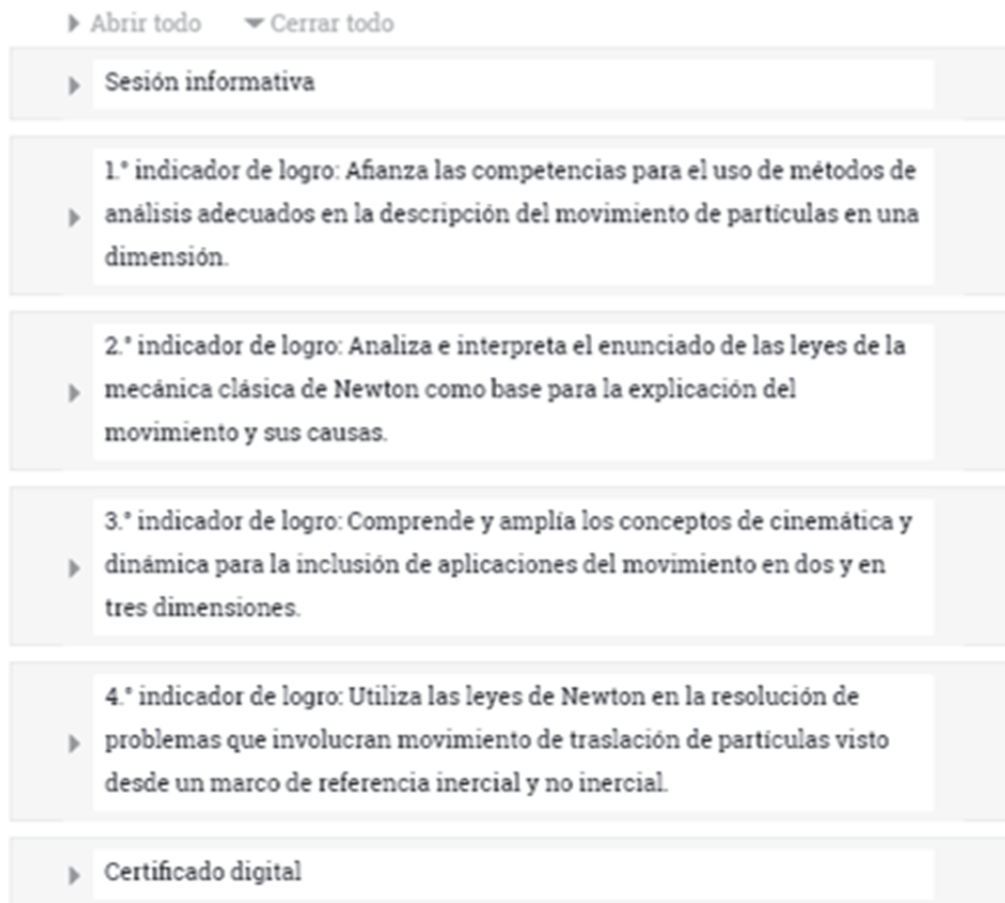 Abrir todo Cerrar todo
Sesión informativa
1.° indicador de logro: Afianza las competencias para el uso de métodos de
análisis adecuados en la descripción del movimiento de partículas en una
dimensión.
2.° indicador de logro: Analiza e interpreta el enunciado de las leyes de la
mecánica clásica de Newton como base para la explicación del
movimiento y sus causas.
3.° indicador de logro: Comprende y amplía los conceptos de cinemática y
dinámica para la inclusión de aplicaciones del movimiento en dos y en
tres dimensiones.
4.° indicador de logro: Utiliza las leyes de Newton en la resolución de
problemas que involucran movimiento de traslación de partículas visto
desde un marco de referencia inercial y no inercial.
Certificado digital